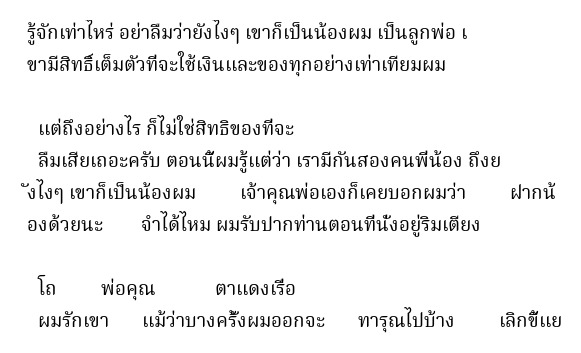 รู้จักเท่าไหร่ อย่าลืมว่ายังไงๆ เขาก็เป็นน้องผม เป็นลูกพ่อ เ
ขามีสิทธิ์เต็มตัวที่จะใช้เงินและของทุกอย่างเท่าเทียมผม
แต่ถึงอย่างไร ก็ไม่ใช่สิทธิของที่จะ
ลืมเสียเถอะครับ ตอนนี้ผมรู้แต่ว่า เรามีกันสองคนพี่น้อง ถึงย
ังไงๆ เขาก็เป็นน้องผม เจ้าคุณพ่อเองก็เคยบอกผมว่า ฝากน้
องด้วยนะ จำได้ไหม ผมรับปากท่านตอนที่นั่งอยู่ริมเตียง
โถ พ่อคุณ ตาแดงเรื่อ
ผมรักเขา แม้ว่าบางครั้งผมออกจะ ทารุณไปบ้าง เลิกขี้แย